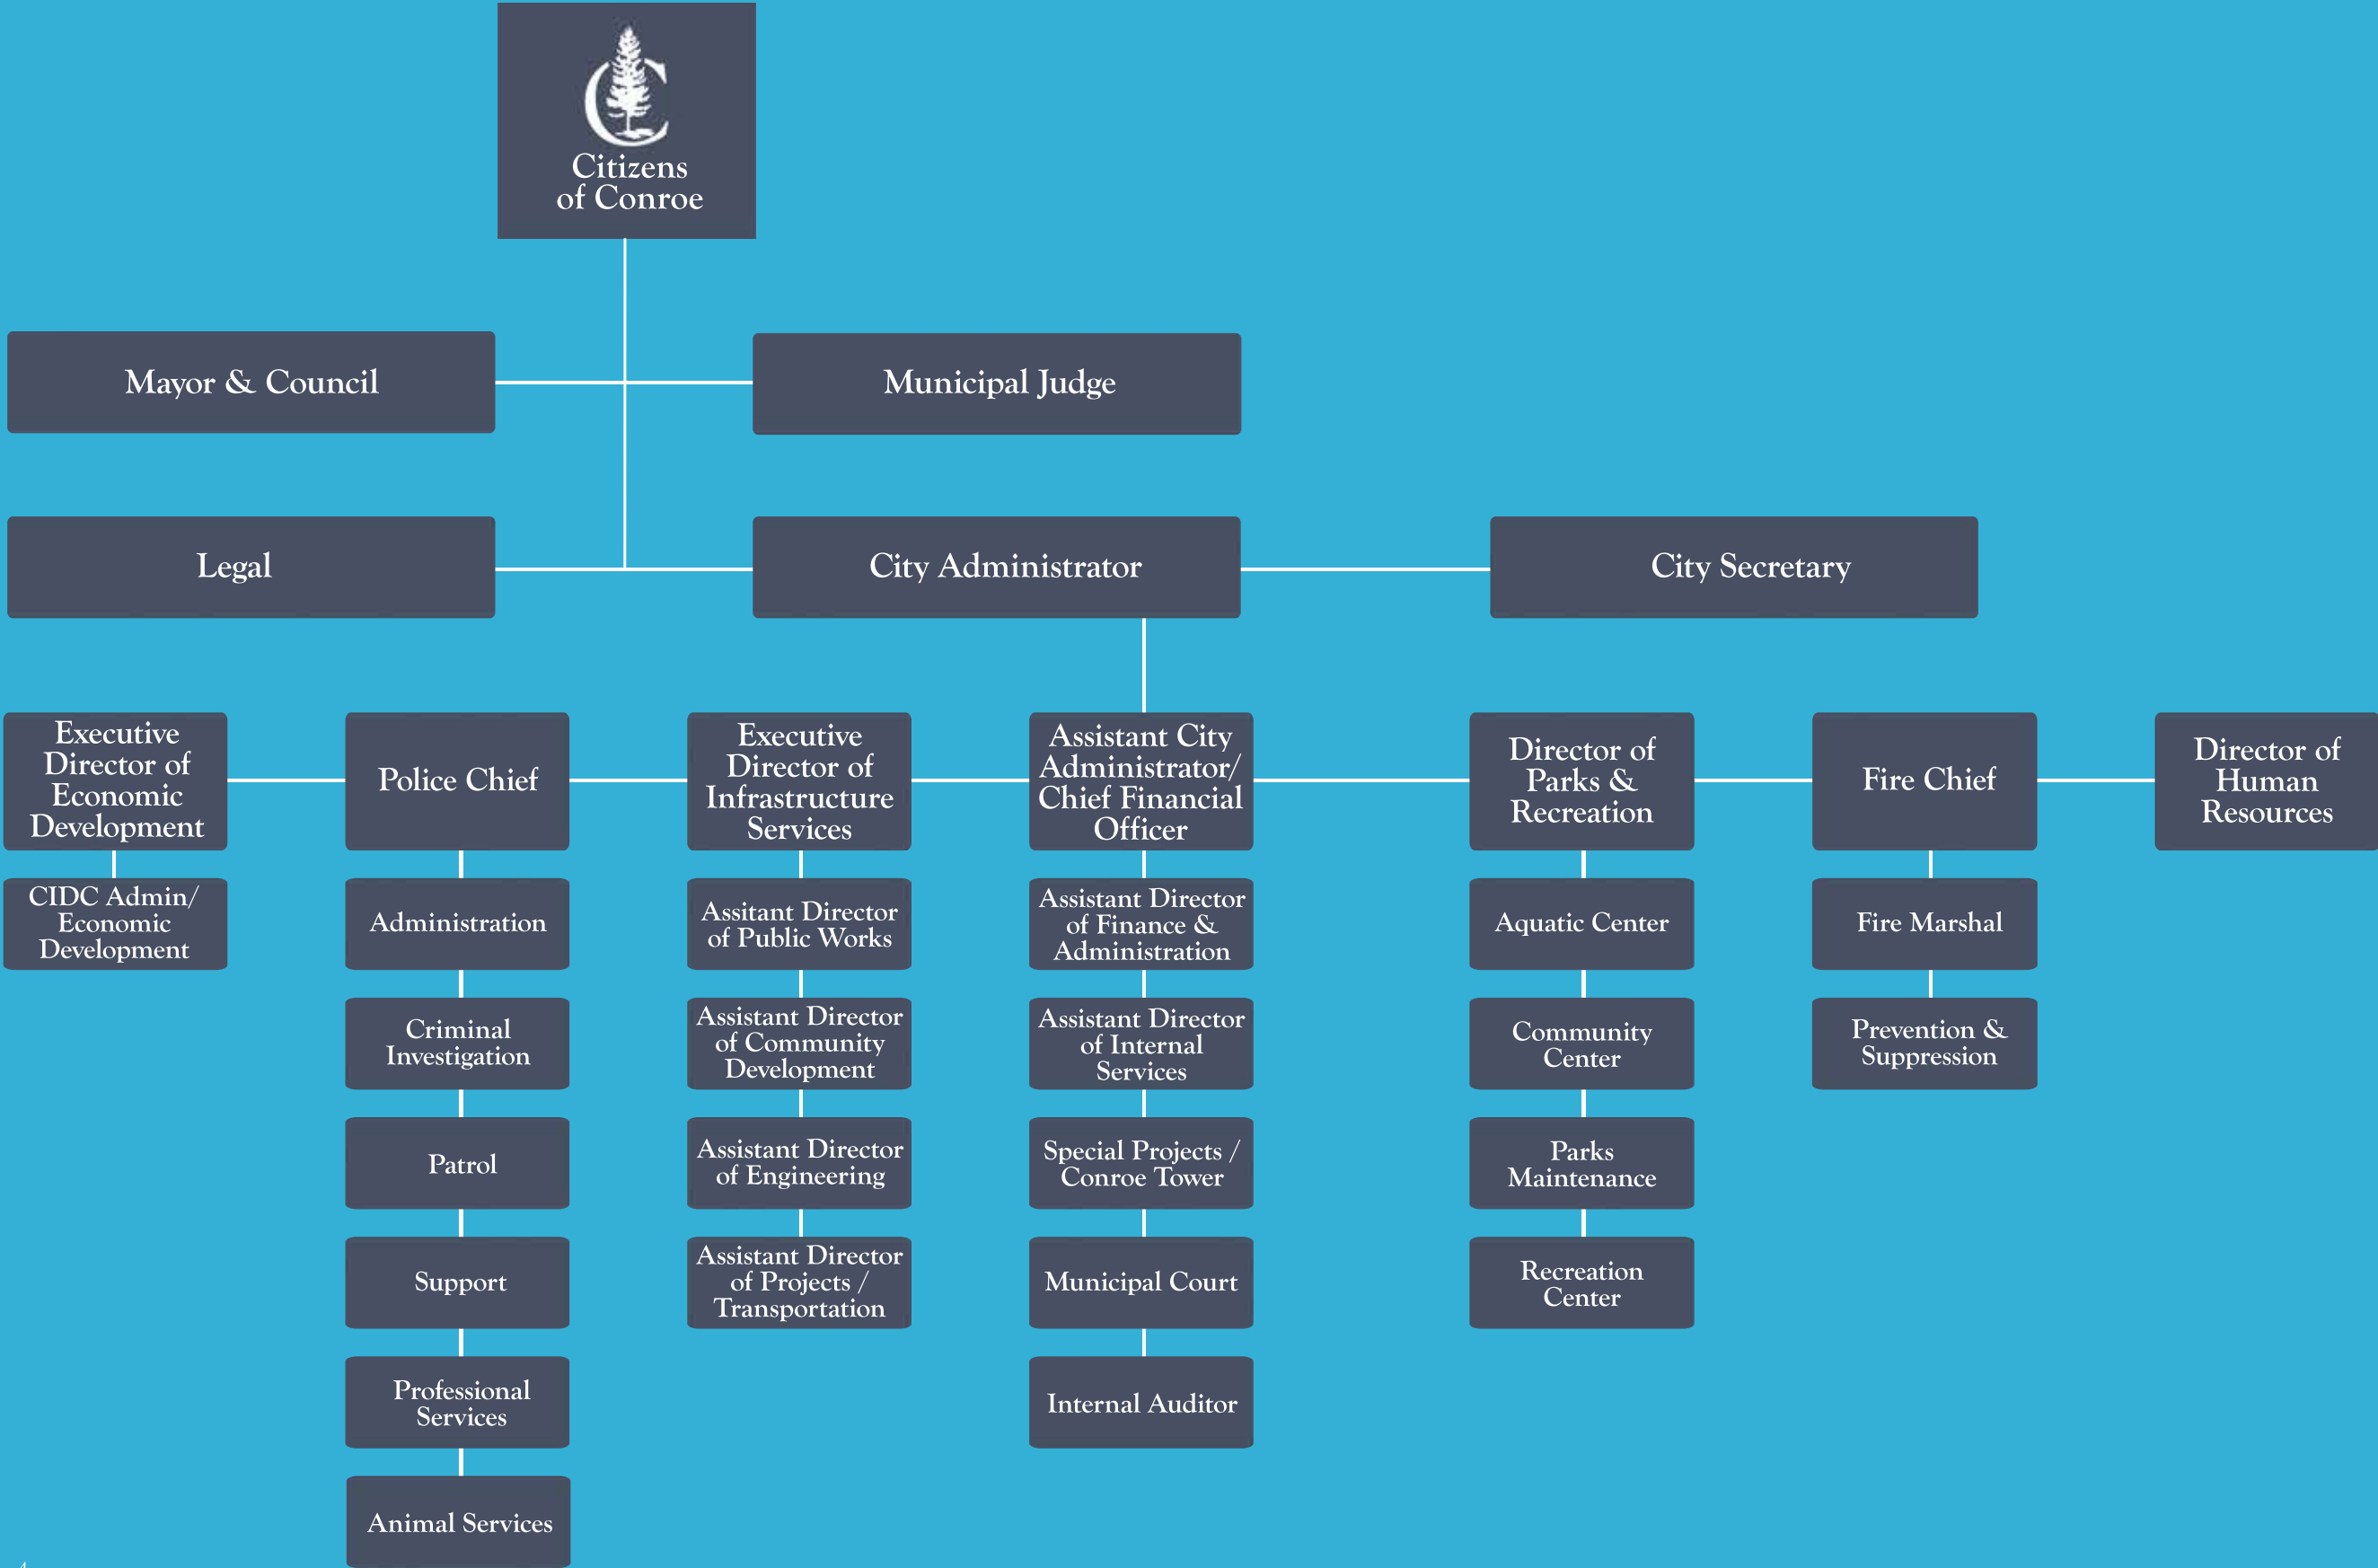 Citizens
of Conroe
Mayor & Council
Municipal Judge
Legal
City Administrator
City Secretary
Executive
Director of
Economic
Development
Police Chief
Executive
Director of
Infrastructure
Services
Assistant City
Administrator/
Chief Financial
Officer
Director of
Parks &
Recreation
Fire Chief
Director of
Human
Resources
CIDC Admin/
Economic
Development
Administration
Criminal
Investigation
Patrol
Support
Professional
Services
Animal Services
Assitant Director
of Public Works
Assistant Director
of Community
Development
Assistant Director
of Engineering
Assistant Director
of Projects /
Transportation
Assistant Director
of Finance &
Administration
Assistant Director
of Internal
Services
Special Projects /
Conroe Tower
Municipal Court
Internal Auditor
Aquatic Center
Community
Center
Parks
Maintenance
Recreation
Center
Fire Marshal
Prevention &
Suppression